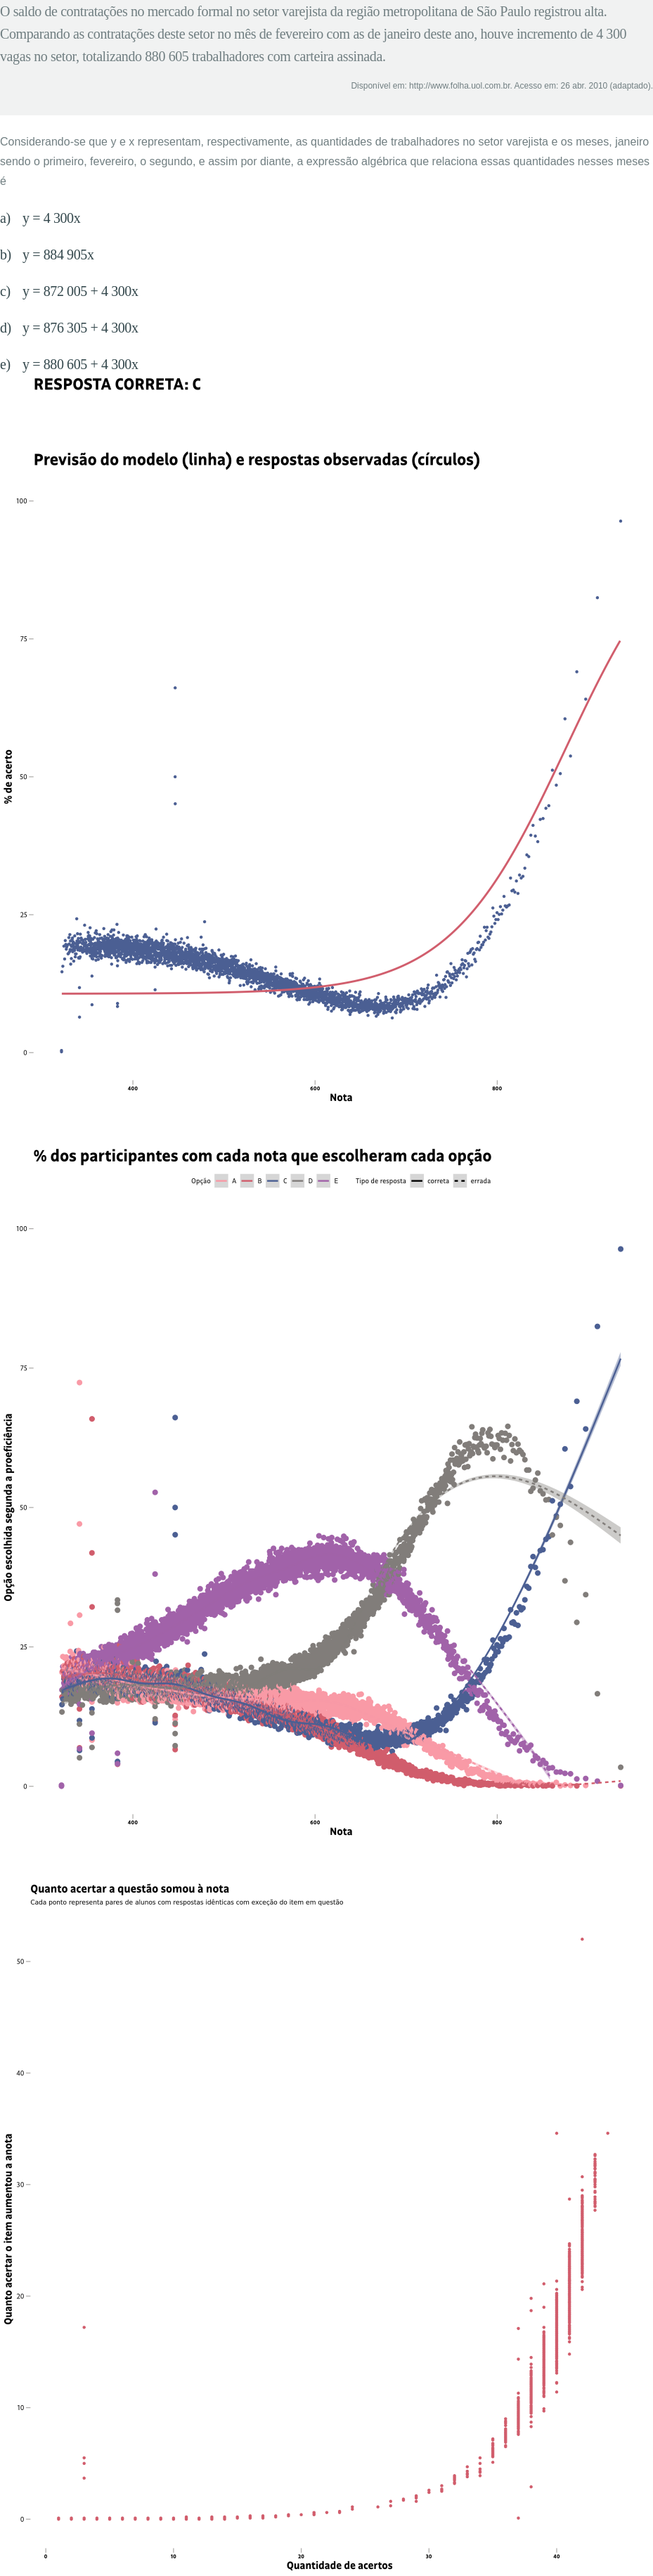 O saldo de contratações no mercado formal no setor varejista da região metropolitana de São Paulo registrou alta.
Comparando as contratações deste setor no mês de fevereiro com as de janeiro deste ano, houve incremento de 4 300
vagas no setor, totalizando 880 605 trabalhadores com carteira assinada.
Disponível em: http://www.folha.uol.com.br. Acesso em: 26 abr. 2010 (adaptado).
Considerando-se que y e x representam, respectivamente, as quantidades de trabalhadores no setor varejista e os meses, janeiro
sendo o primeiro, fevereiro, o segundo, e assim por diante, a expressão algébrica que relaciona essas quantidades nesses meses
é
a) y = 4 300x
b) y = 884 905x
c) y = 872 005 + 4 300x
d) y = 876 305 + 4 300x
e) y = 880 605 + 4 300x
RESPOSTA CORRETA: C
Previsão do modelo (linha) e respostas observadas (círculos)
100
75
% de acerto
50
25
0
400 600 800
Nota
% dos participantes com cada nota que escolheram cada opção
Opção A B C D E Tipo de resposta correta errada
100
75
Opção escolhida segunda a proeficiência
50
25
0
400 600 800
Nota
Quanto acertar a questão somou à nota
Cada ponto representa pares de alunos com respostas idênticas com exceção do item em questão
50
40
Quanto acertar o item aumentou a anota
30
20
10
0
0 10 20 30 40
Quantidade de acertos